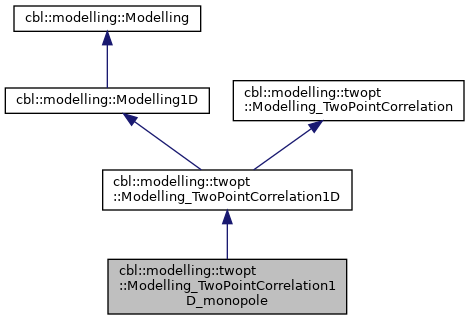 cbl::modelling::Modelling
cbl::modelling::Modelling1D
cbl::modelling::twopt
::Modelling_TwoPointCorrelation
cbl::modelling::twopt
::Modelling_TwoPointCorrelation1D
cbl::modelling::twopt
::Modelling_TwoPointCorrelation1
D_monopole